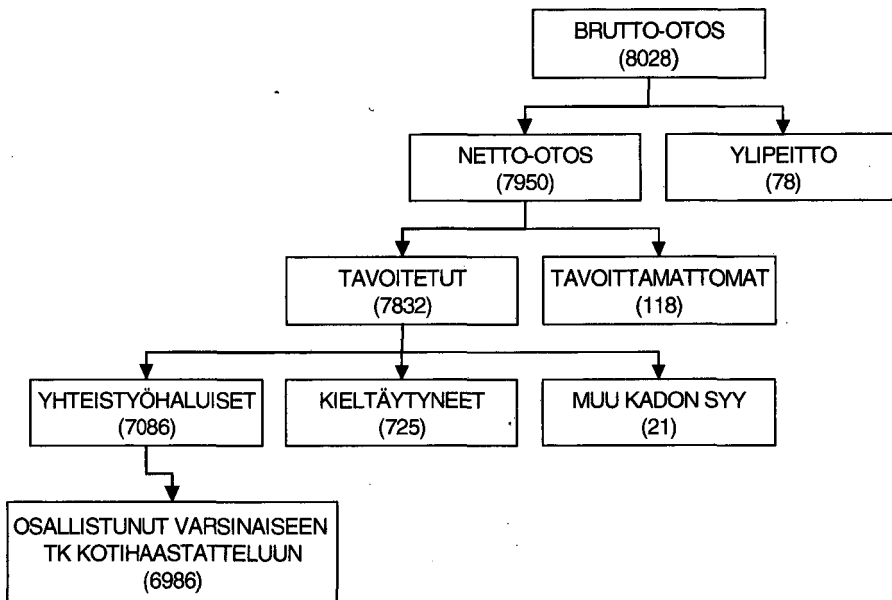 BRUTTO-OTOS
(8028)
NETTO-OTOS
(7950)
YLIPEITTO
(78)
TAVOITETUT
(7832)
TAVOITTAMATTOMAT
(118)
YHTEISTYÖHALUISET
(7086)
KIELTÄYTYNEET
(725)
MUU KADON SYY
(21)
OSALLISTUNUT VARSINAISEEN
TK KOTIHAASTATTELUUN
(6986)